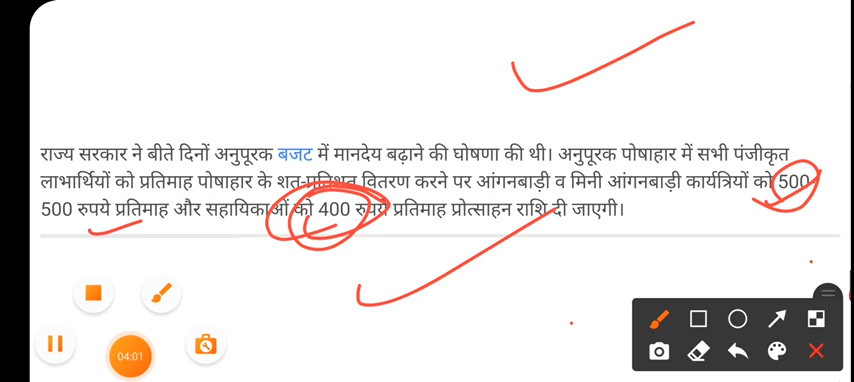 राज्य सरकार ने बीते दिनों अनुपूरक बजट में मानदेय बढ़ाने की घोषणा की थी। अनुपूरक पोषाहार में सभी पंजीकृत
लाभार्थियों को प्रतिमाह पोषाहार के शत-प्रतिशत वितरण करने पर आंगनबाड़ी व मिनी आंगनबाड़ी कार्यत्रियों को 500
500 रुपये प्रतिमाह और सहायिकाओं को 400 रुपये प्रतिमाह प्रोत्साहन राशि दी जाएगी।
04:01